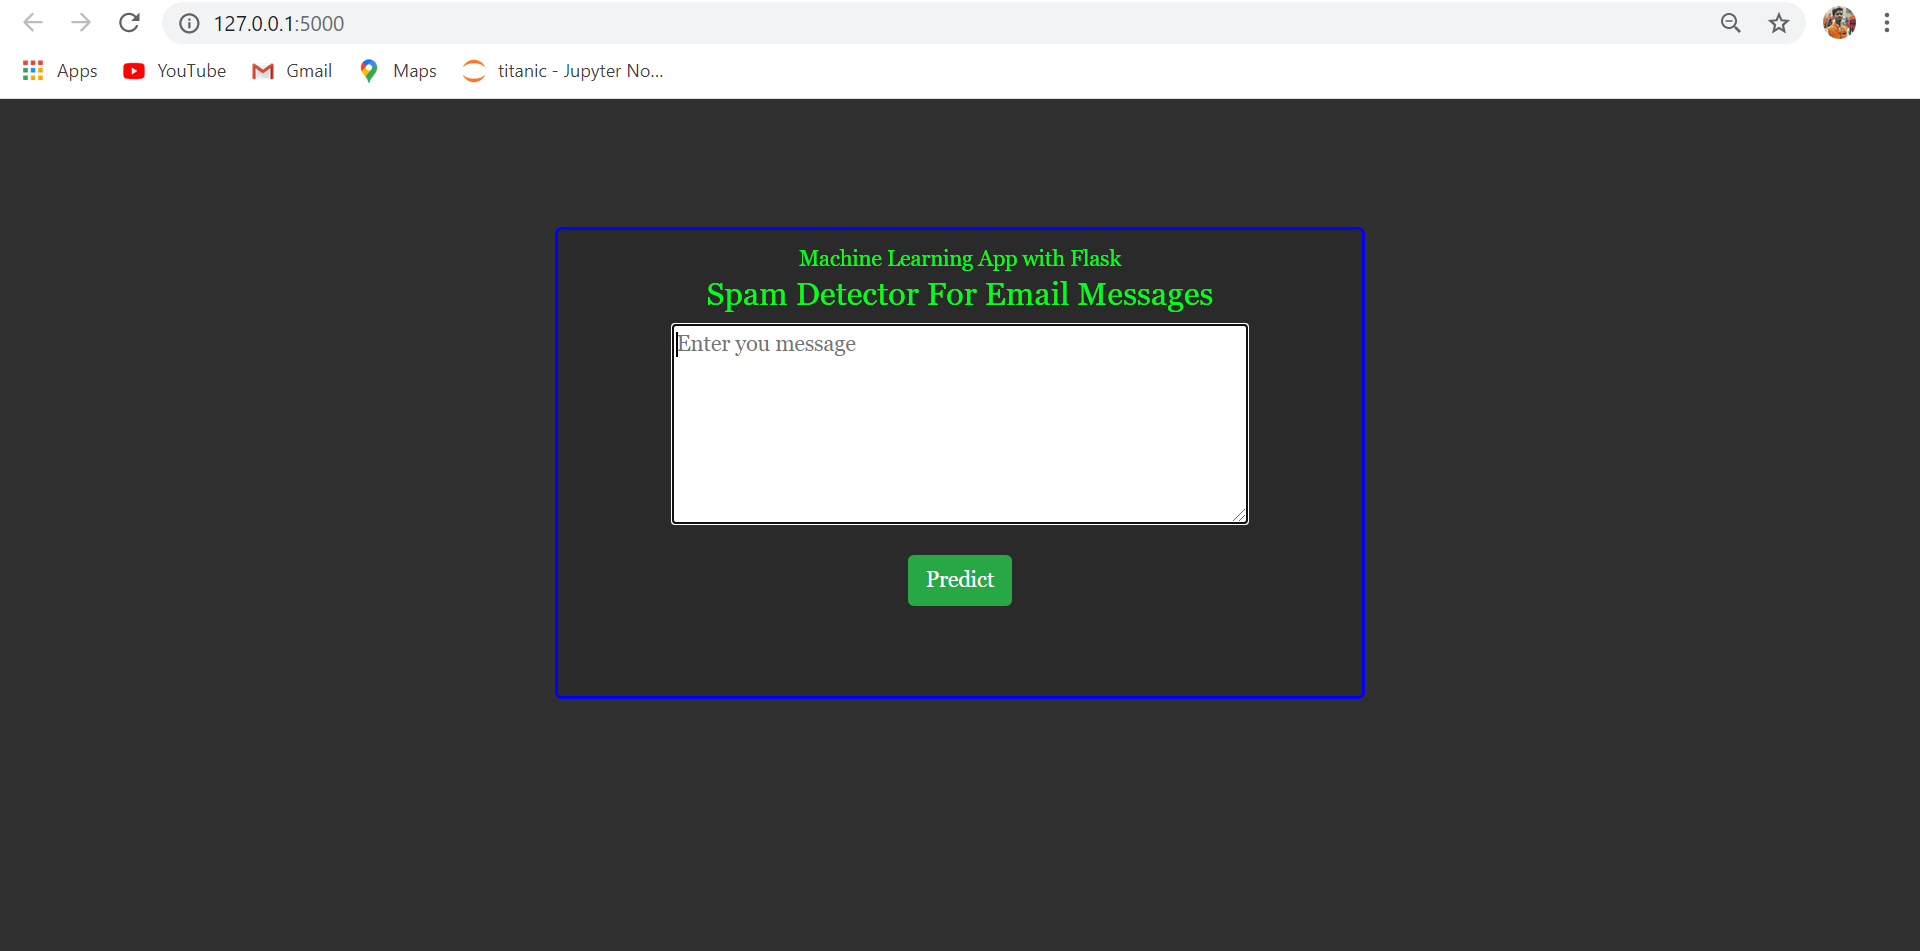 127.0.0.1:5000
Apps YouTube Gmail Maps titanic - Jupyter No...
Machine Learning App with Flask
Spam Detector For Email Messages
Enter you message
Predict